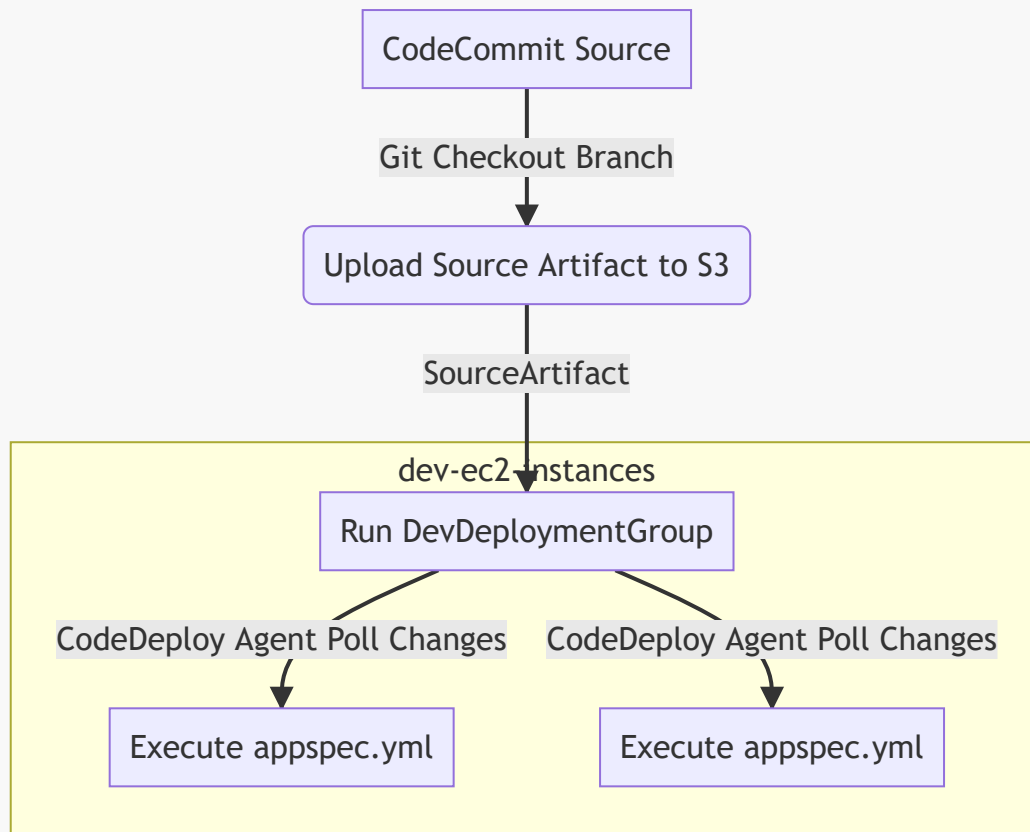 CodeCommit Source
Git Checkout Branch
Upload Source Artifact to S3
SourceArtifact
dev-ec2-instances
Run DevDeploymentGroup
CodeDeploy Agent Poll Changes
CodeDeploy Agent Poll Changes
Execute appspec.yml
Execute appspec.yml